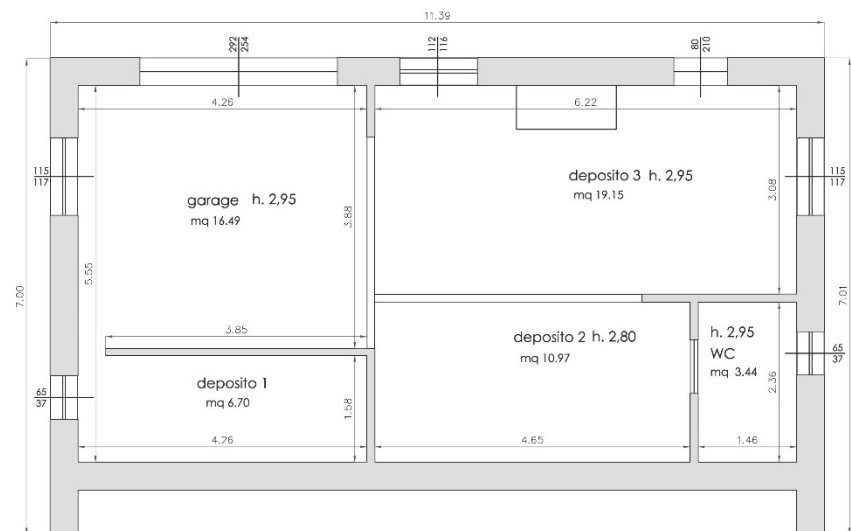 11.39
292
254
112
116
80
210
4.26
6.22
115
117
garage h. 2,95
mq 16.49
3.88
5.55
deposito 3 h. 2,95
mq 19.15
3.08
115
117
7.00
7.01
3.85
deposito 2 h. 2,80
mq 10.97
h. 2,95
WC
mq 3.44
2.36
65
37
deposito 1
mq 6.70
1.58
65
37
4.26
4.65
1.46